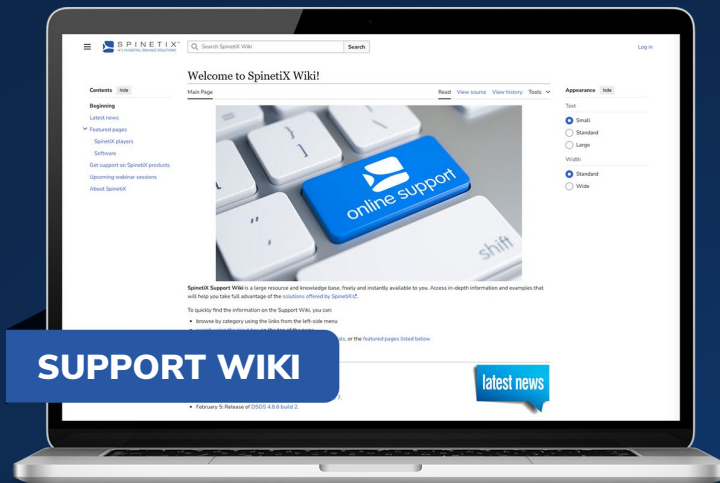 SPINETIX™
N°1 IN DIGITAL SIGNAGE SOLUTIONS
Search SpinetiX Wiki
Search
Log in
Welcome to SpinetiX Wiki!
Contents hide
Main Page
Read View source View history Tools
Appearance hide
Beginning
Latest news
Featured pages
SpinetiX players
Software
Get support on SpinetiX products
Upcoming webinar sessions
About SpinetiX
Text
Small
Standard
Large
Width
Standard
Wide
}
]
"
'
online support
shift
SpinetiX Support Wiki is a large resource and knowledge base, freely and instantly available to you. Access in-depth information and examples that
will help you take full advantage of the solutions offered by SpinetiX.
To quickly find the information on the Support Wiki, you can:
• browse by category using the links from the left-side menu
or the featured pages listed below
SUPPORT WIKI
latest news
• February 5: Release of DSOS 4.8.6 build 2.